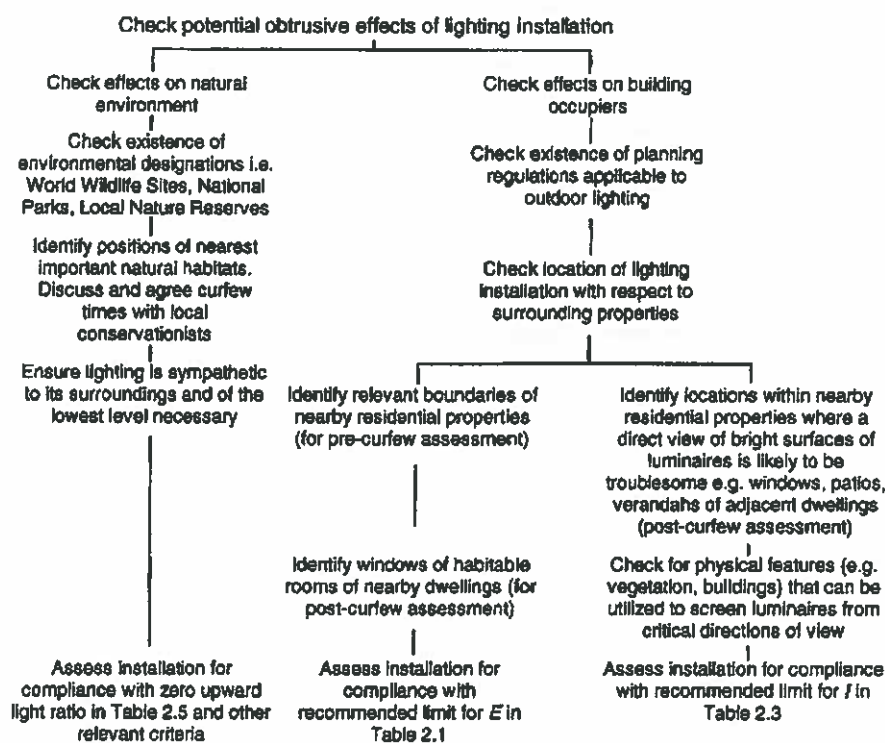 Check potential obtrusive effects of lighting installation
Check effects on natural
environment
Check existence of
environmental designations i.e.
World Wildlife Sites, National
Parks, Local Nature Reserves
Identify positions of nearest
important natural habitats.
Discuss and agree curfew
times with local
conservationists
Ensure lighting is sympathetic
to its surroundings and of the
lowest level necessary
Assess installation for
compliance with zero upward
light ratio in Table 2.5 and other
relevant criteria
Check effects on building
occupiers
Check existence of planning
regulations applicable to
outdoor lighting
Check location of lighting
installation with respect to
surrounding properties
Identify relevant boundaries of
nearby residential properties
(for pre-curfew assessment)
Identify windows of habitable
rooms of nearby dwellings (for
post-curfew assessment)
Assess installation for
compliance with
recommended limit for E in
Table 2.1
Identify locations within nearby
residential properties where a
direct view of bright surfaces of
luminaires is likely to be
troublesome e.g. windows, patios,
verandahs of adjacent dwellings
(post-curfew assessment)
Check for physical features (e.g.
vegetation, buildings) that can be
utilized to screen luminaires from
critical directions of view
Assess installation for compliance
with recommended limit for I in
Table 2.3